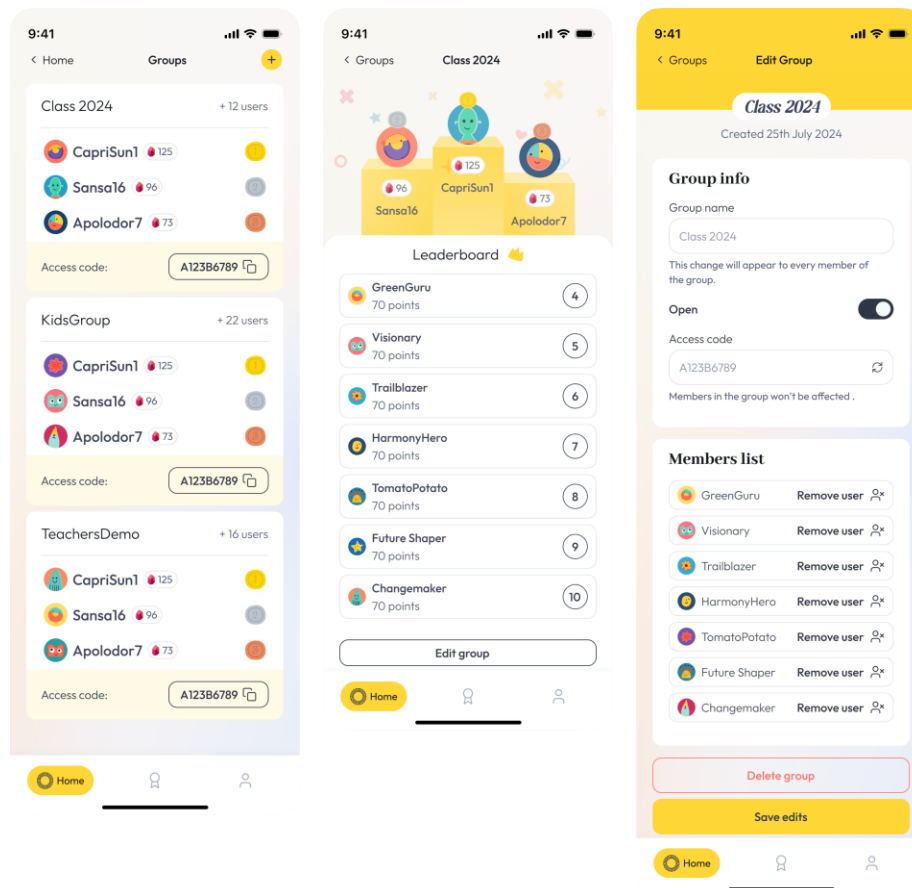 9:41
Home
Groups
+
Class 2024
+ 12 users
CapriSun1 125
Sansa16 96
Apolodor7 73
Access code:
A123B6789
KidsGroup
+ 22 users
CapriSun1 125
Sansa16 96
Apolodor7 73
Access code:
A123B6789
TeachersDemo
+ 16 users
CapriSun1 125
Sansa16 96
Apolodor7 73
Access code:
A123B6789
Home
9:41
Groups
Class 2024
96
Sansa16
125
CapriSun1
73
Apolodor7
Leaderboard
GreenGuru
70 points
4
Visionary
70 points
5
Trailblazer
70 points
6
HarmonyHero
70 points
7
TomatoPotato
70 points
8
Future Shaper
70 points
9
Changemaker
70 points
10
Edit group
Home
9:41
Groups
Edit Group
Class 2024
Created 25th July 2024
Group info
Group name
Class 2024
This change will appear to every member of
the group.
Open
Access code
A123B6789
Members in the group won't be affected .
Members list
GreenGuru Remove user
Visionary Remove user
Trailblazer Remove user
HarmonyHero Remove user
TomatoPotato Remove user
Future Shaper Remove user
Changemaker Remove user
Delete group
Save edits
Home